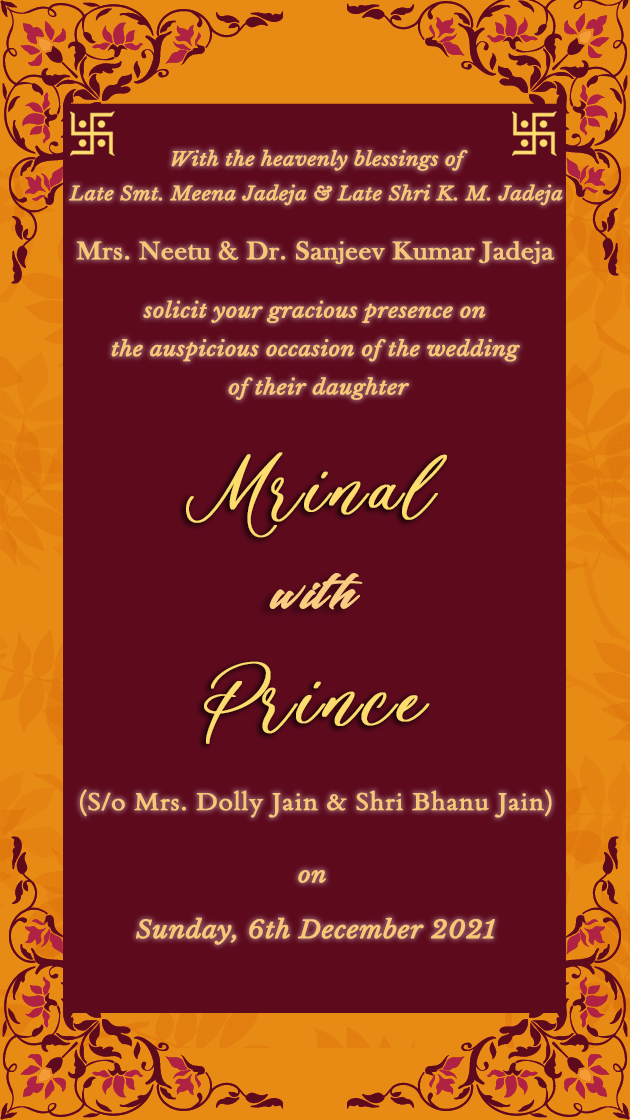 With the heavenly blessings of
Late Smt. Meena Jadeja & Late Shri K. M. Jadeja
Mrs. Neetu & Dr. Sanjeev Kumar Jadeja
solicit your gracious presence on
the auspicious occasion of the wedding
of their daughter
Mrinal
with
Prince
(S/o Mrs. Dolly Jain & Shri Bhanu Jain)
on
Sunday, 6th December 2021